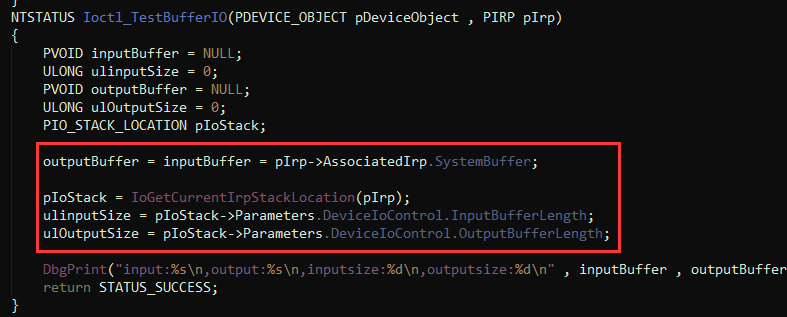 }
NTSTATUS Ioctl_TestBufferIO(PDEVICE_OBJECT pDeviceObject , PIRP pIrp)
{
PVOID inputBuffer = NULL;
ULONG ulinputSize = 0;
PVOID outputBuffer = NULL;
ULONG ulOutputSize = 0;
PIO_STACK_LOCATION pIoStack;
outputBuffer = inputBuffer = pIrp->AssociatedIrp.SystemBuffer;
pIoStack = IoGetCurrentIrpStackLocation(pIrp);
ulinputSize = pIoStack->Parameters.DeviceIoControl.InputBufferLength;
ulOutputSize = pIoStack->Parameters.DeviceIoControl.OutputBufferLength;
DbgPrint("input:%s\n,output:%s\n,inputsize:%d\n,outputsize:%d\n" , inputBuffer , outputBuffer
return STATUS_SUCCESS;
}